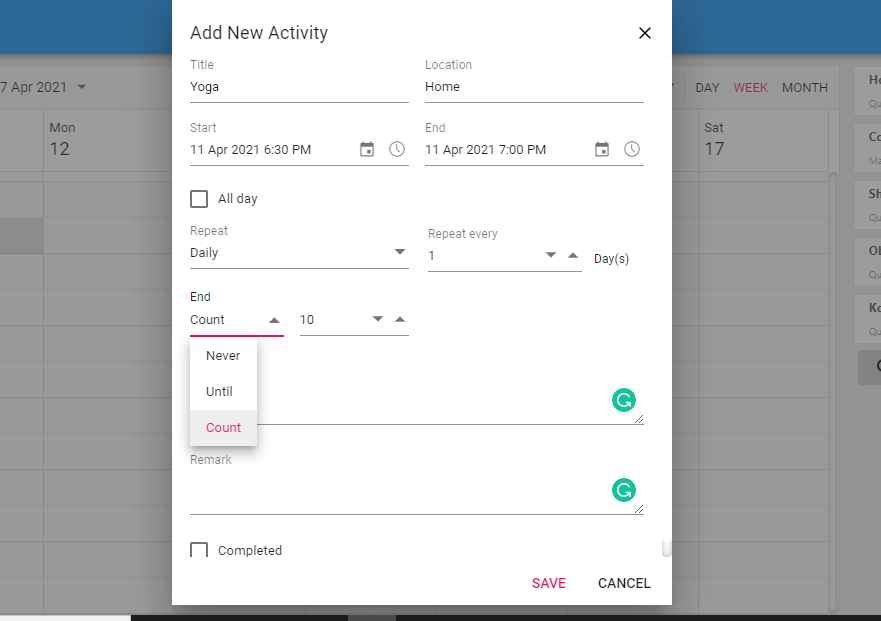 Add New Activity
Title
Location
Yoga
Home
7 Apr 2021
DAY WEEK MONTH
Mon
12
Start
End
Sat
17
11 Apr 2021 6:30 PM
11 Apr 2021 7:00 PM
All day
Repeat
Repeat every
Daily
1
Day(s)
End
Count
10
Never
Until
Count
Remark
Completed
SAVE
CANCEL